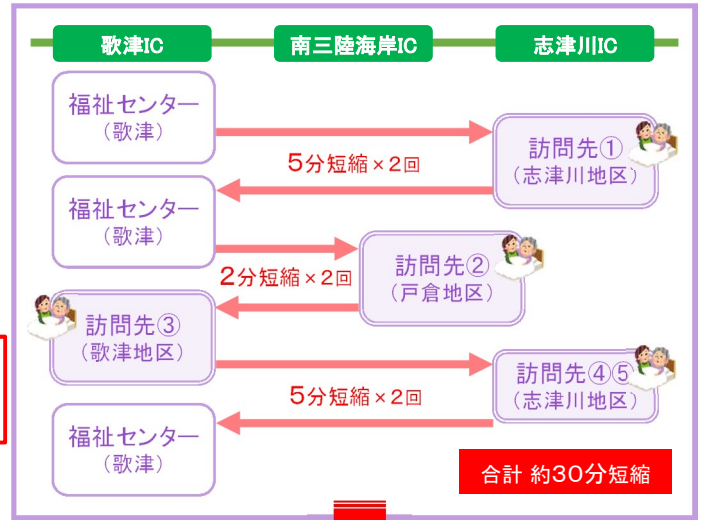 歌津IC
南三陸海岸IC
志津川IC
福祉センター
(歌津)
訪問先①
(志津川地区)
5分短縮×2回
福祉センター
(歌津)
訪問先②
(戸倉地区)
2分短縮×2回
訪問先③
(歌津地区)
訪問先④⑤
(志津川地区)
5分短縮×2回
福祉センター
(歌津)
合計 約30分短縮